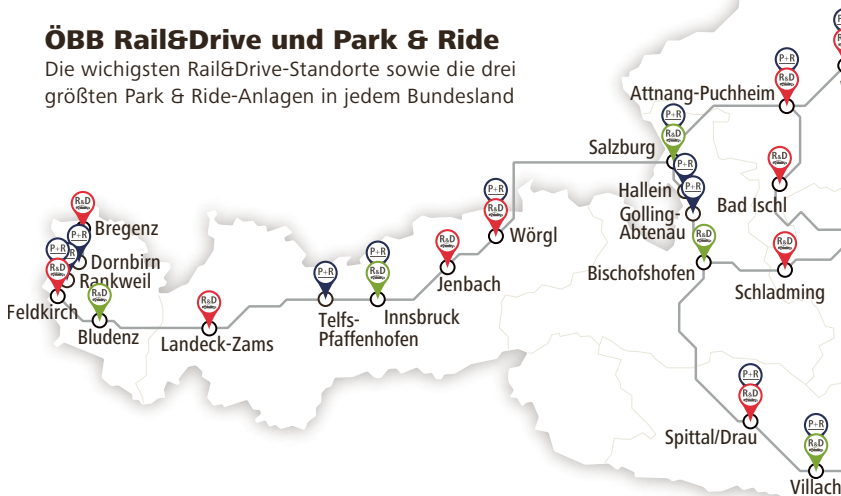 ÖBB Rail&Drive und Park & Ride
Die wichigsten Rail&Drive-Standorte sowie die drei
größten Park & Ride-Anlagen in jedem Bundesland
P+R
R&D
Attnang-Puchheim
P+R
R&D
Salzburg
P+R
Hallein
P+R
Golling-
Abtenau
R&D
Bad Ischl
R&D
Bischofshofen
R&D
Schladming
P+R
R&D
Wörgl
R&D
Jenbach
P+R
R&D
Innsbruck
P+R
Telfs-
Pfaffenhofen
R&D
Landeck-Zams
R&D
Bregenz
P+R
Dornbirn
Rankweil
P+R
R&D
Feldkirch
R&D
Bludenz
P+R
R&D
Spittal/Drau
P+R
R&D
Villach